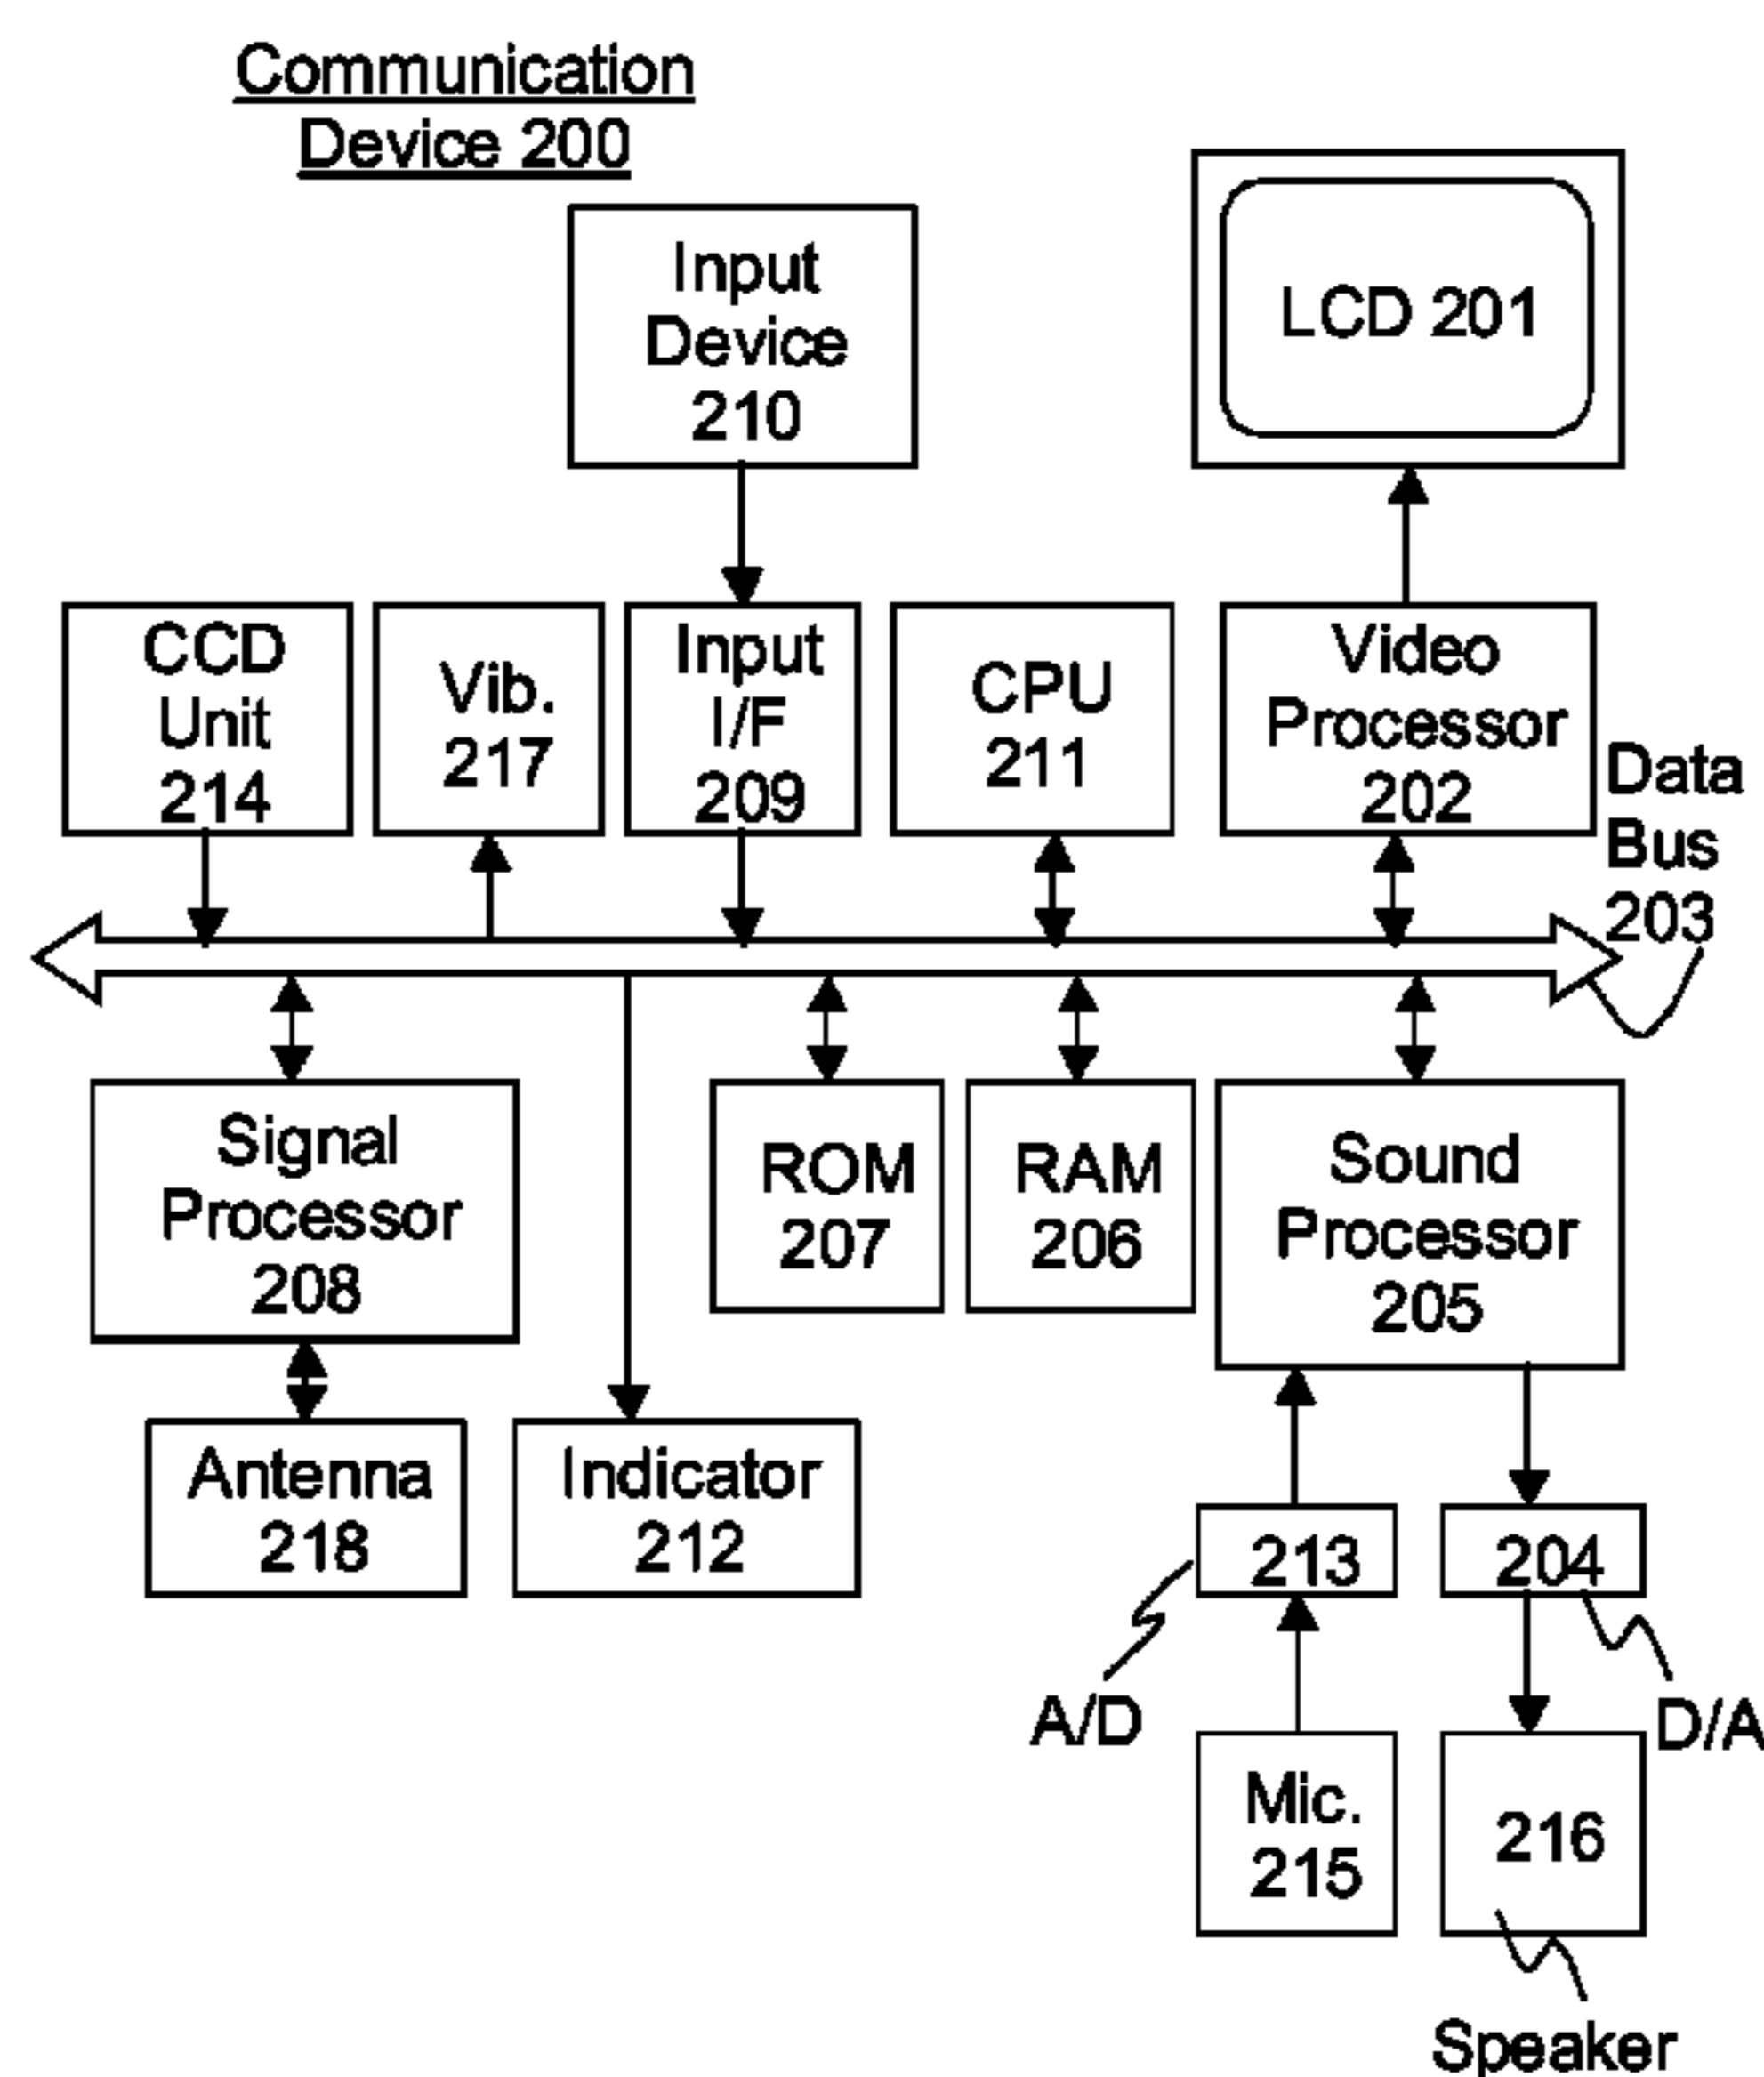 Communication
Device 200
Input
Device
210
LCD 201
CCD
Unit
214
Vib.
217
Input
I/F
209
CPU
211
Video
Processor
202
Data
Bus
203
Signal
Processor
208
ROM
207
RAM
206
Sound
Processor
205
Antenna
218
Indicator
212
213
204
A/D
D/A
Mic.
215
216
Speaker